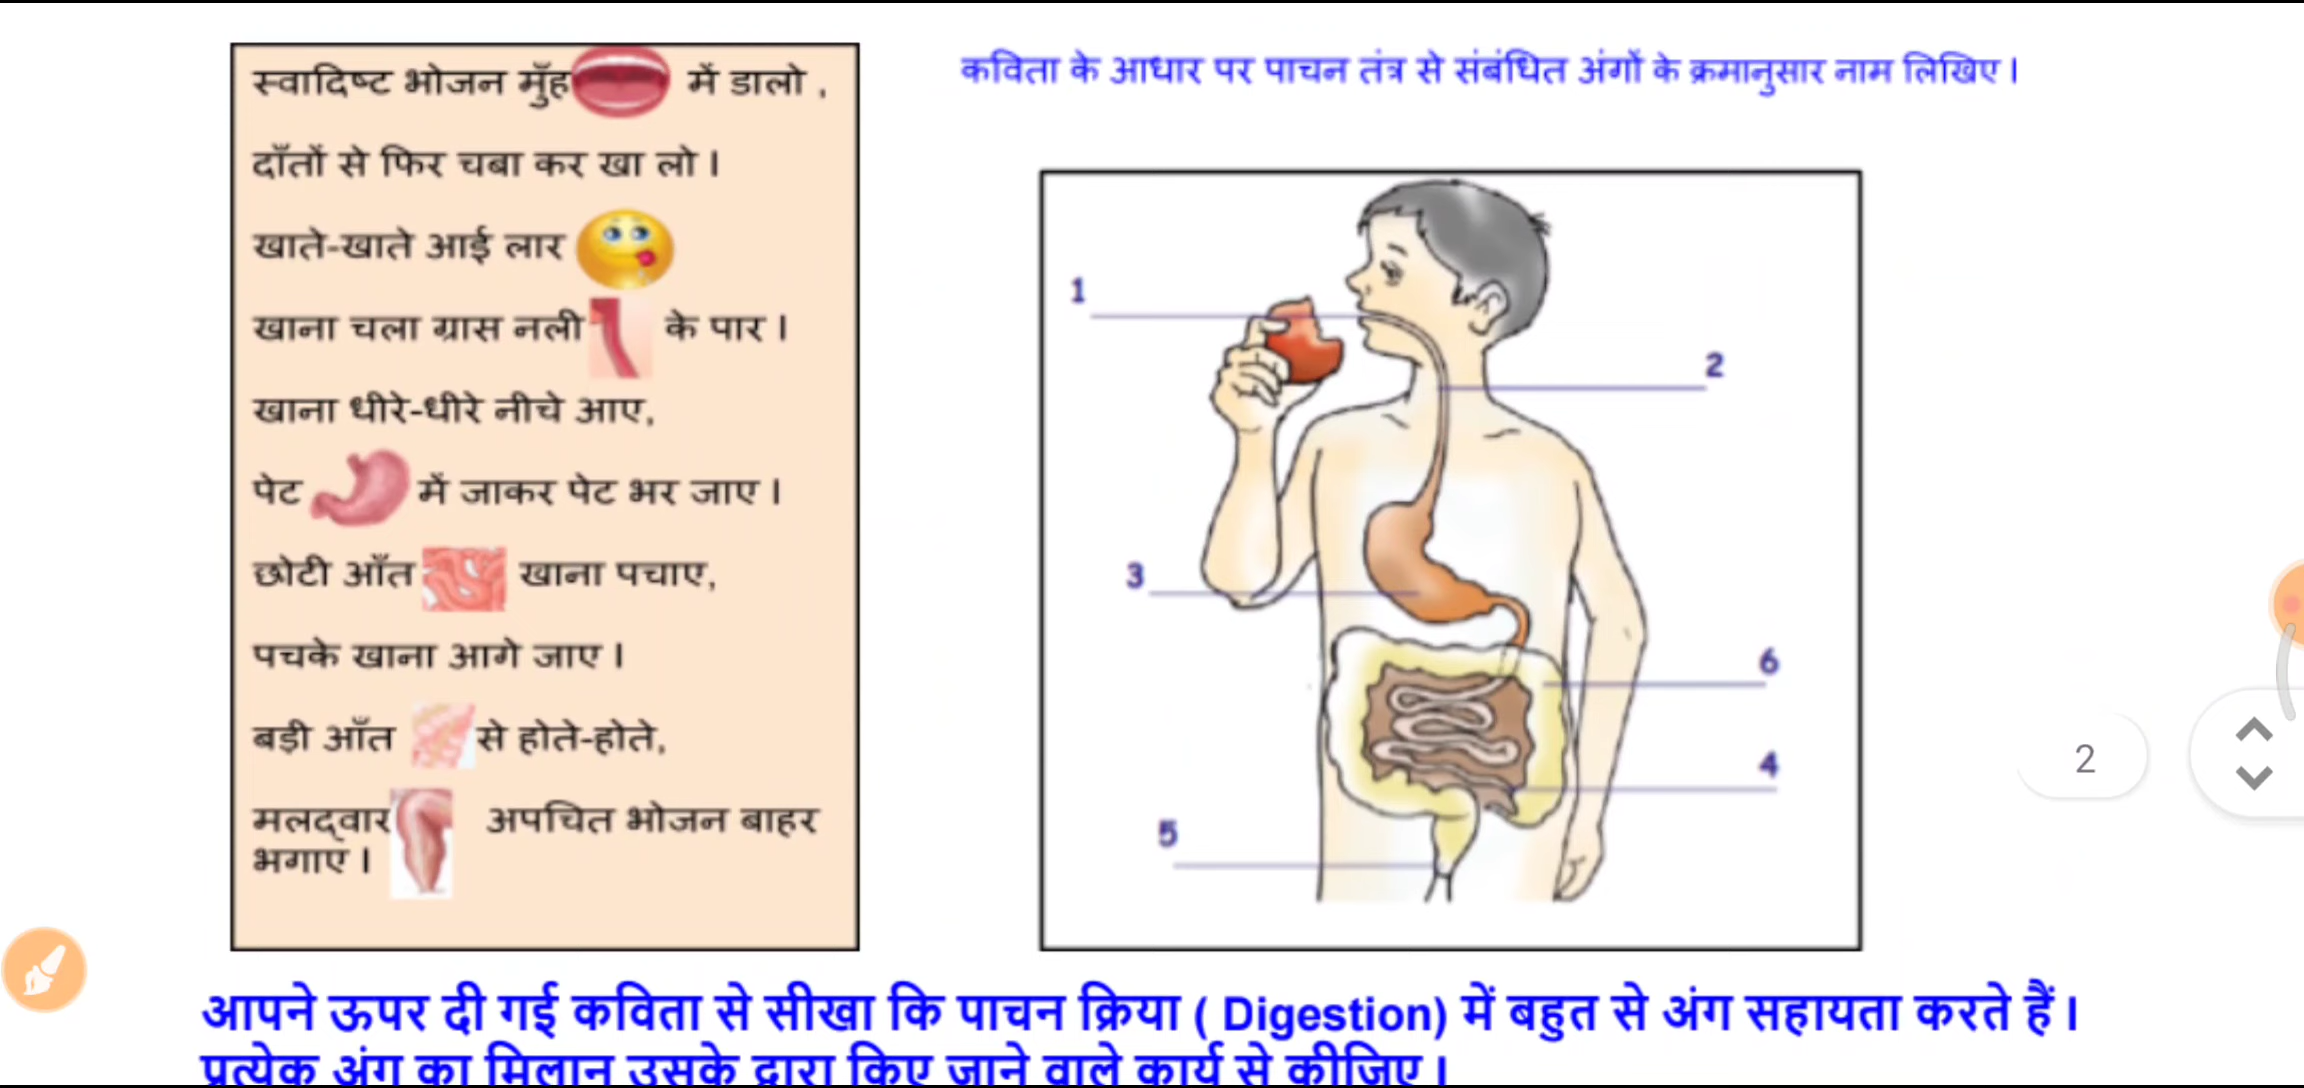 स्वादिष्ट भोजन मुँह में डालो ,
दाँतों से फिर चबा कर खा लो ।
खाते-खाते आई लार
खाना चला ग्रास नली के पार ।
खाना धीरे-धीरे नीचे आए,
पेट में जाकर पेट भर जाए ।
छोटी आँत खाना पचाए,
पचके खाना आगे जाए ।
बड़ी आँत से होते-होते,
मलद्वार अपचित भोजन बाहर
भगाए ।
कविता के आधार पर पाचन तंत्र से संबंधित अंगों के क्रमानुसार नाम लिखिए ।
1
2
3
6
4
5
2
आपने ऊपर दी गई कविता से सीखा कि पाचन क्रिया ( Digestion) में बहुत से अंग सहायता करते हैं ।
प्रत्येक अंग का मिलान उसके द्वारा किए जाने वाले कार्य से कीजिए ।